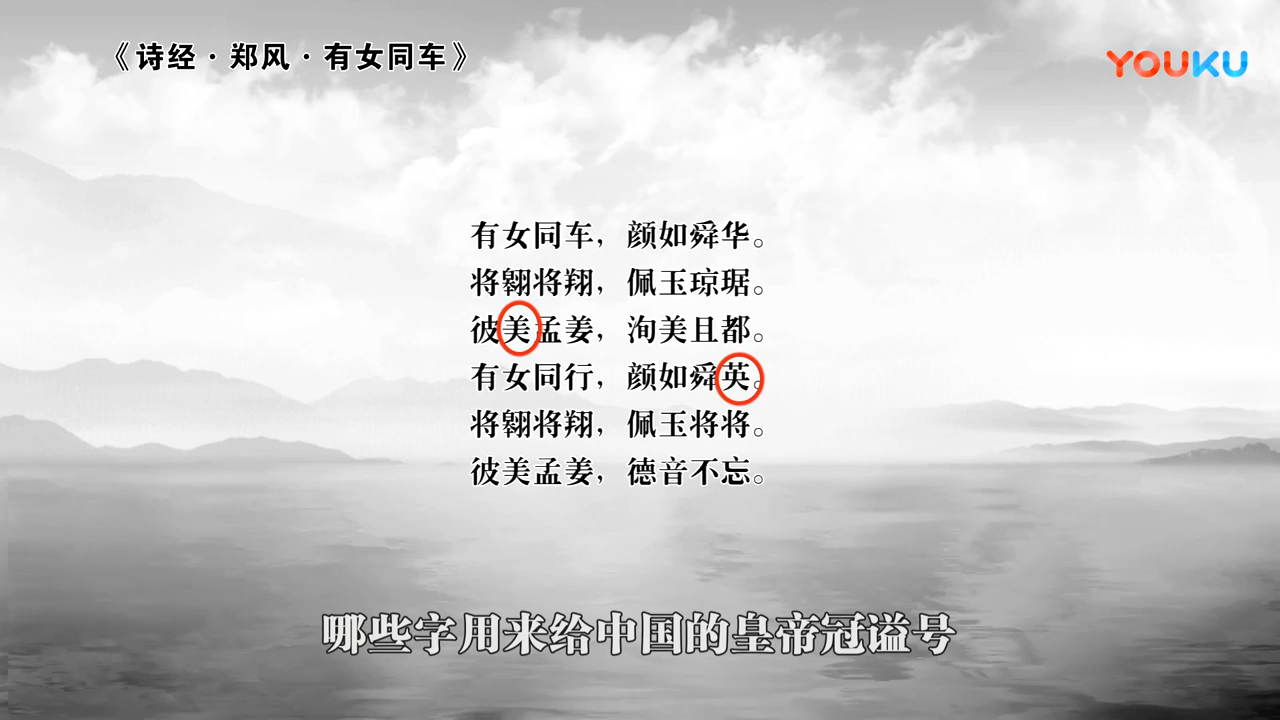 《诗经·郑风·有女同车》
YOUKU
有女同车，颜如舜华。
将翱将翔，佩玉琼琚。
彼美孟姜，洵美且都。
有女同行，颜如舜英。
将翱将翔，佩玉将将。
彼美孟姜，德音不忘。
哪些字用来给中国的皇帝冠谥号